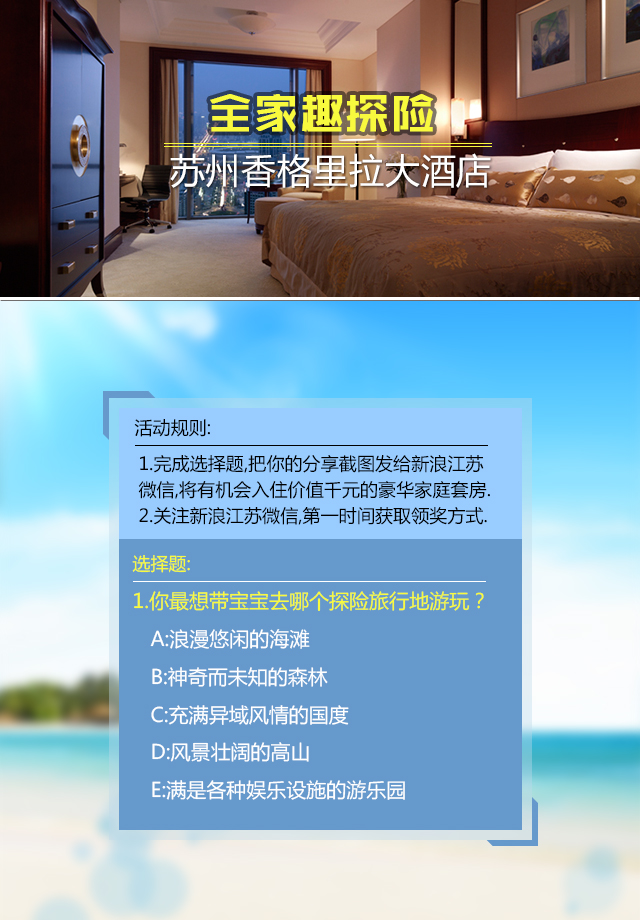 全家趣探险
苏州香格里拉大酒店
活动规则:
1.完成选择题,把你的分享截图发给新浪江苏
微信,将有机会入住价值千元的豪华家庭套房.
2.关注新浪江苏微信,第一时间获取领奖方式.
选择题:
1.你最想带宝宝去哪个探险旅行地游玩？
A:浪漫悠闲的海滩
B:神奇而未知的森林
C:充满异域风情的国度
D:风景壮阔的高山
E:满是各种娱乐设施的游乐园